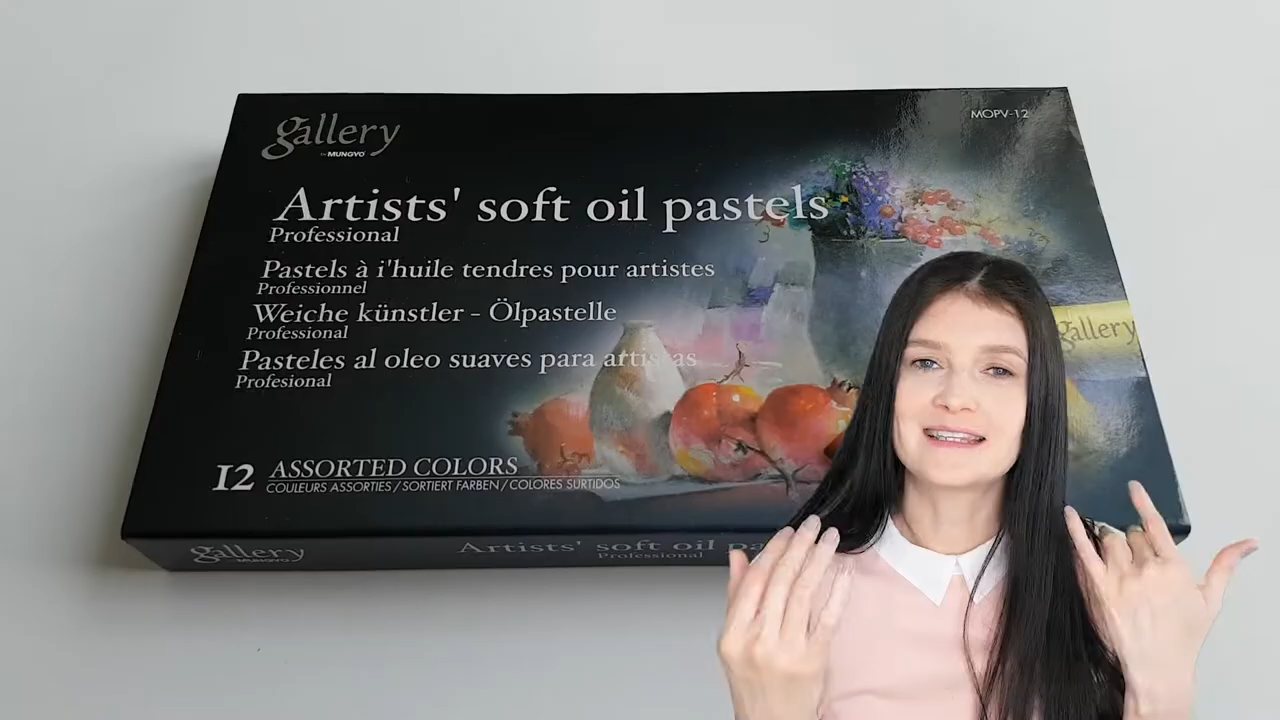 gallery
BY MUNGYO
MOPV-12
Artists' soft oil pastels
Professional
Pastels à i'huile tendres pour artistes
Professionnel
Weiche künstler - Ölpastelle
Professional
Pasteles al oleo suaves para artistas
Profesional
gallery
12 ASSORTED COLORS
COULEURS ASSORTIES / SORTIERT FARBEN / COLORES SURTIDOS
gallery
MUNGYO
Artists' soft oil
Professional